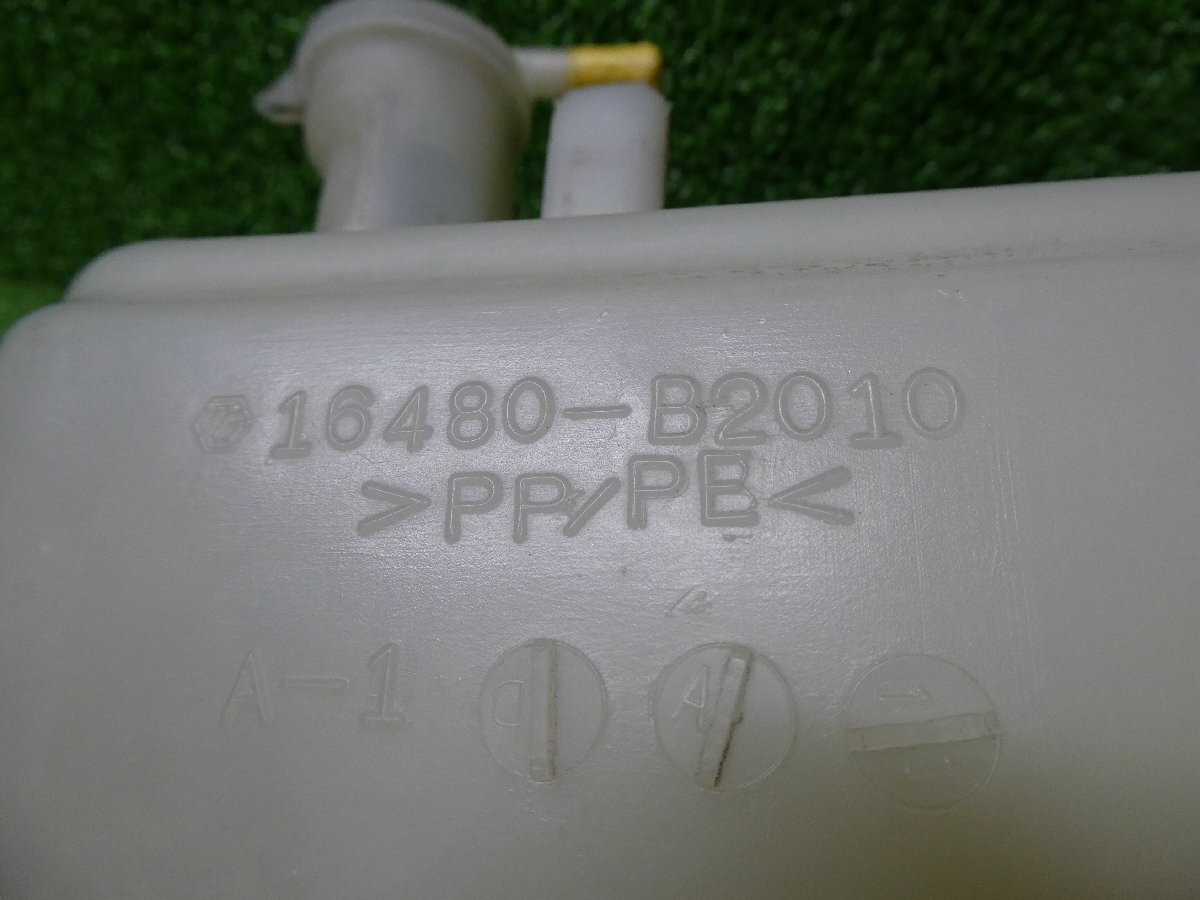 16480-B2010
>PP/PE<
A-1
D A